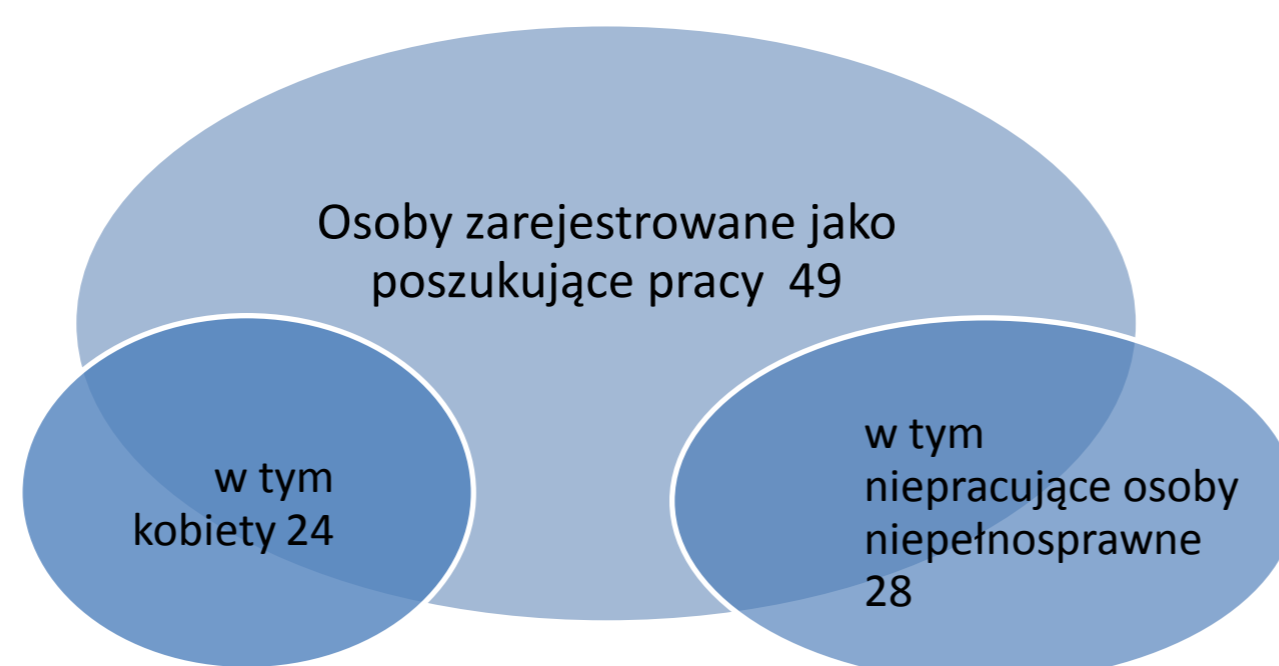 Osoby zarejestrowane jako
poszukujące pracy 49
w tym
kobiety 24
w tym
niepracujące osoby
niepełnosprawne
28